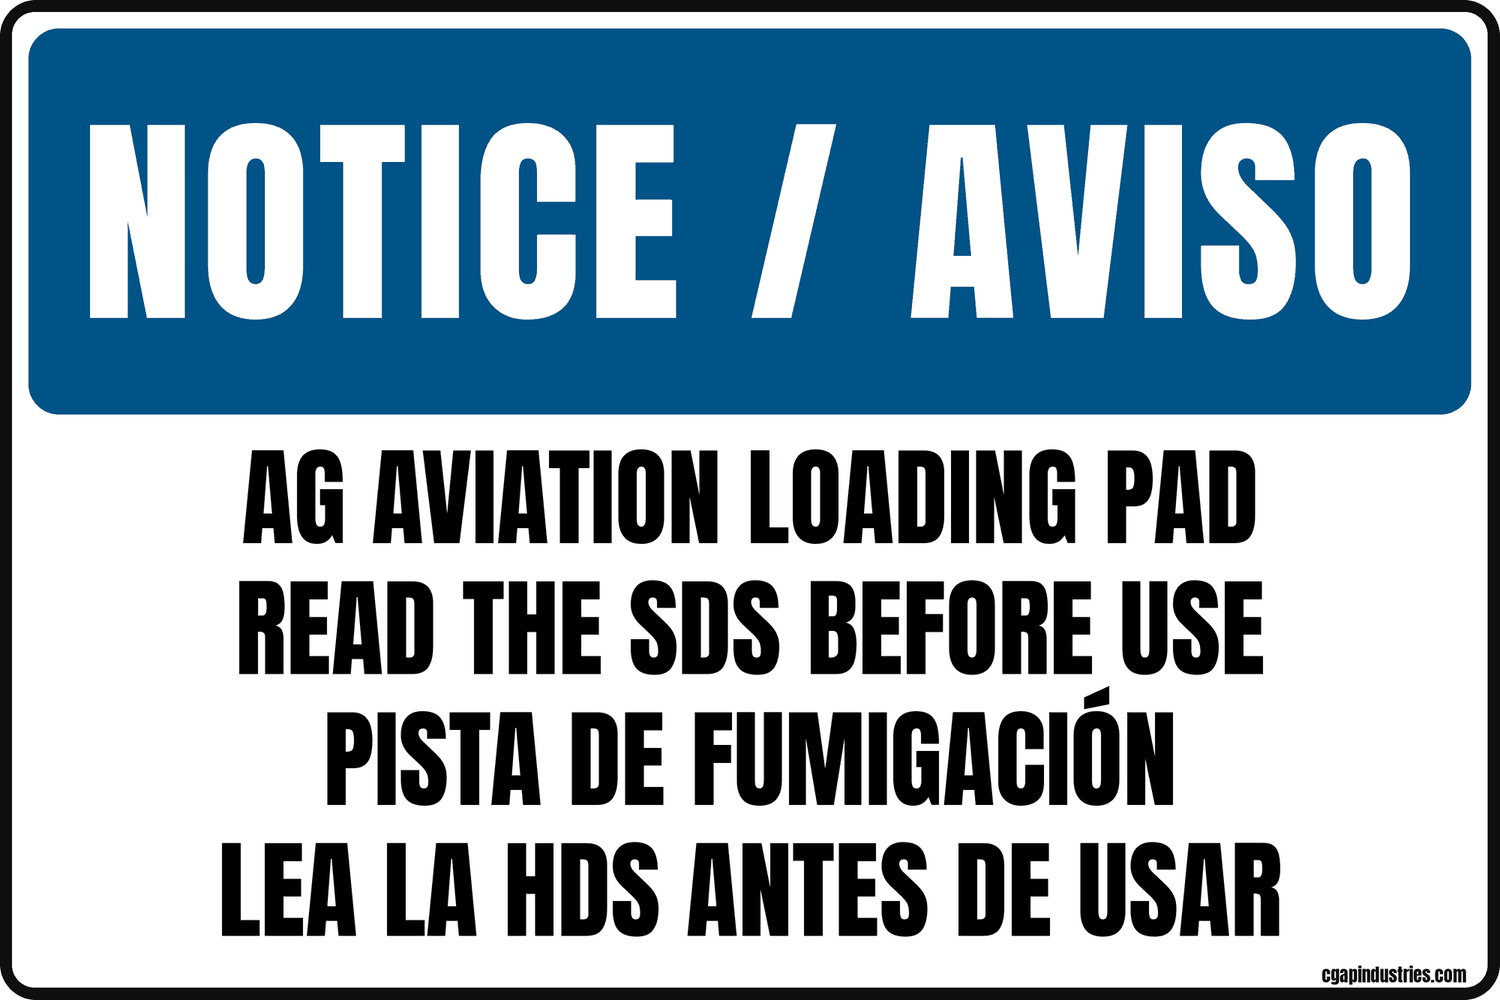 NOTICE / AVISO
AG AVIATION LOADING PAD
READ THE SDS BEFORE USE
PISTA DE FUMIGACIÓN
LEA LA HDS ANTES DE USAR
cgapindustries.com